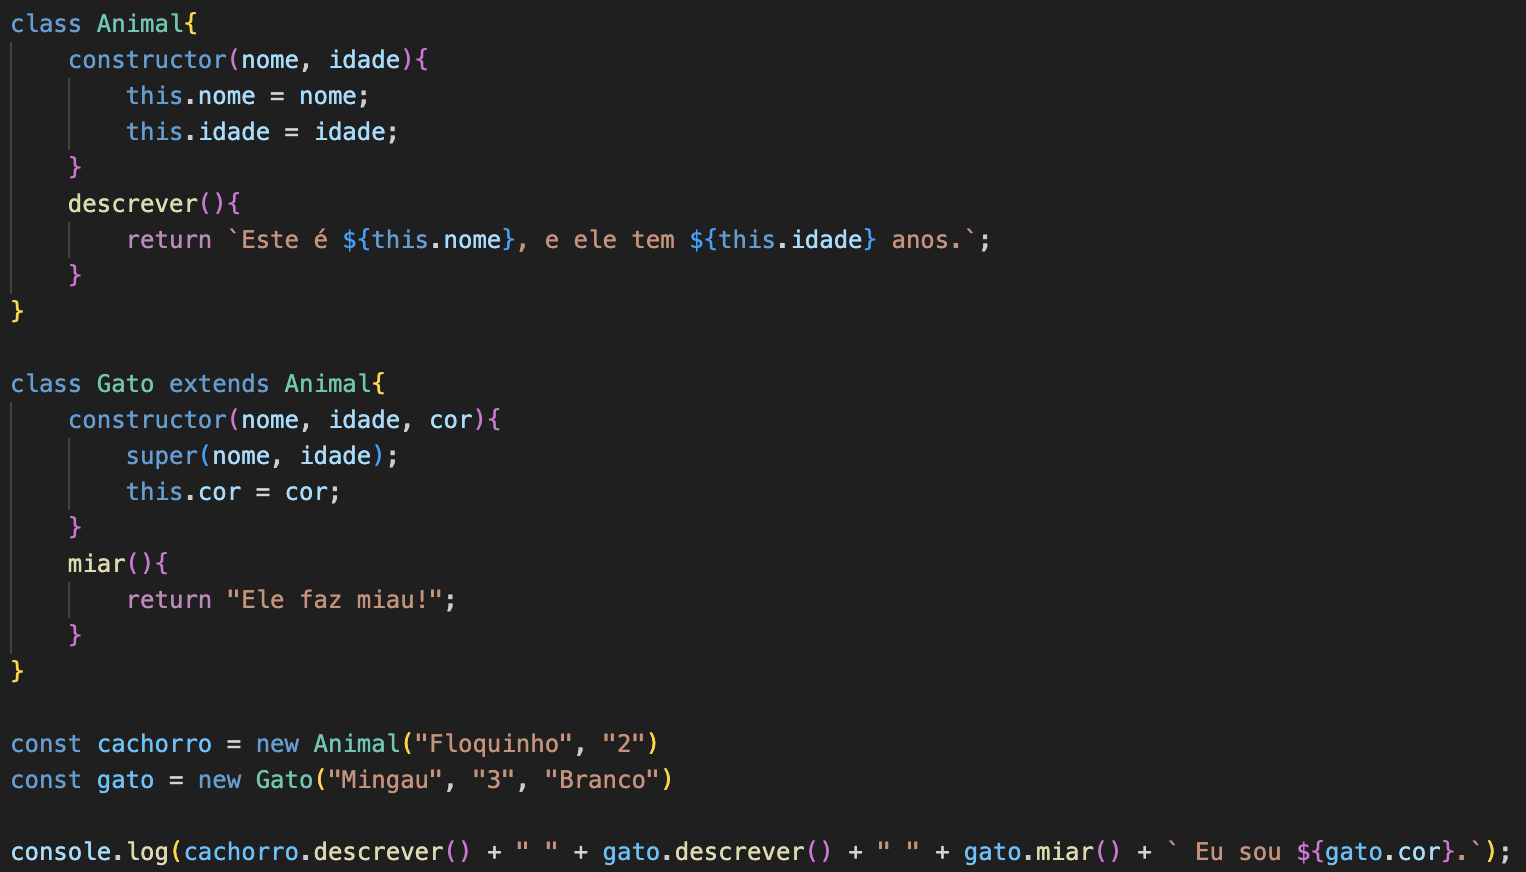 class Animal{
    constructor(nome, idade){
        this.nome = nome;
        this.idade = idade;
    }
    descrever(){
        return `Este é ${this.nome}, e ele tem ${this.idade} anos.`;
    }
}

class Gato extends Animal{
    constructor(nome, idade, cor){
        super(nome, idade);
        this.cor = cor;
    }
    miar(){
        return "Ele faz miau!";
    }
}

const cachorro = new Animal("Floquinho", "2")
const gato = new Gato("Mingau", "3", "Branco")

console.log(cachorro.descrever() + " " + gato.descrever() + " " + gato.miar() + ` Eu sou ${gato.cor}.`);